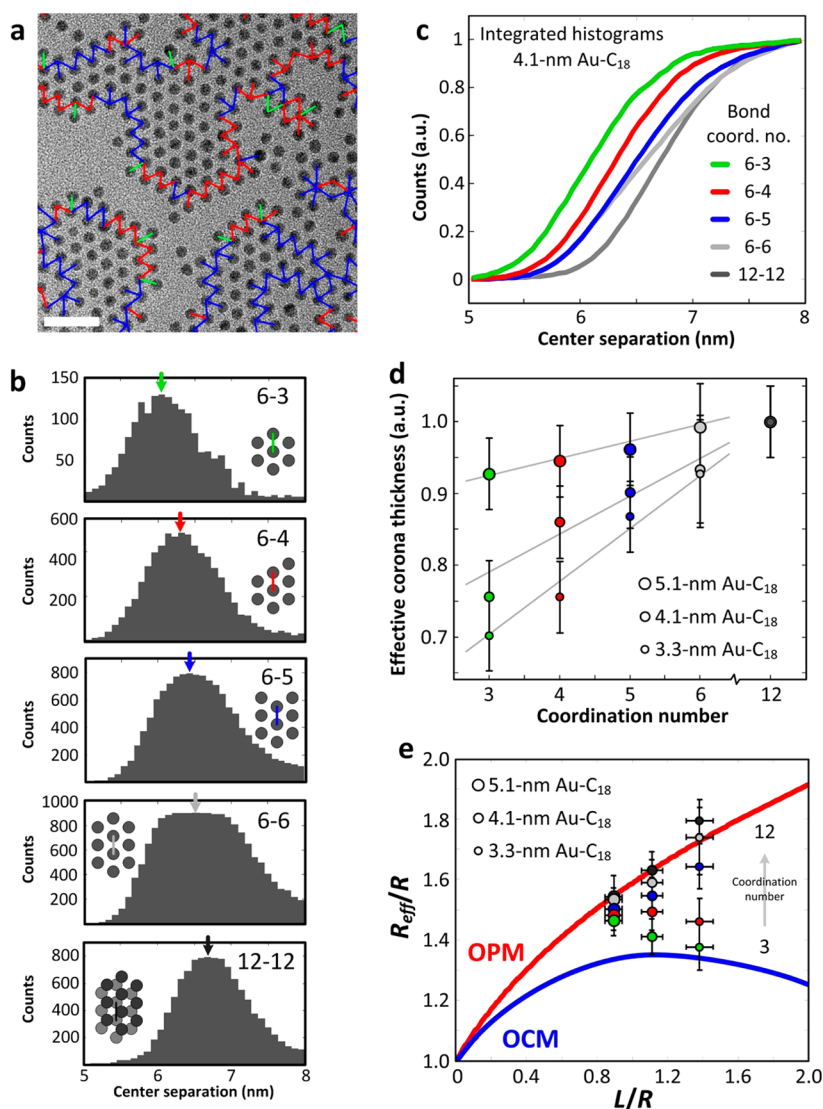 a
b
150
100
50
Counts
6-3
600
400
200
Counts
6-4
800
600
400
200
Counts
6-5
1000
800
600
400
200
Counts
6-6
800
600
400
200
Counts
12-12
5 6 7 8
Center separation (nm)
c
Integrated histograms
4.1-nm Au-C18
Bond
coord. no.
6-3
6-4
6-5
6-6
12-12
1
0.8
0.6
0.4
0.2
0
Counts (a.u.)
5 6 7 8
Center separation (nm)
d
1.0
0.9
0.8
0.7
Effective corona thickness (a.u.)
5.1-nm Au-C18
4.1-nm Au-C18
3.3-nm Au-C18
3 4 5 6 12
Coordination number
e
2.0
1.8
1.6
1.4
1.2
1.0
Reff/R
5.1-nm Au-C18
4.1-nm Au-C18
3.3-nm Au-C18
12
Coordination
number
3
OPM
OCM
0 0.4 0.8 1.2 1.6 2.0
L/R